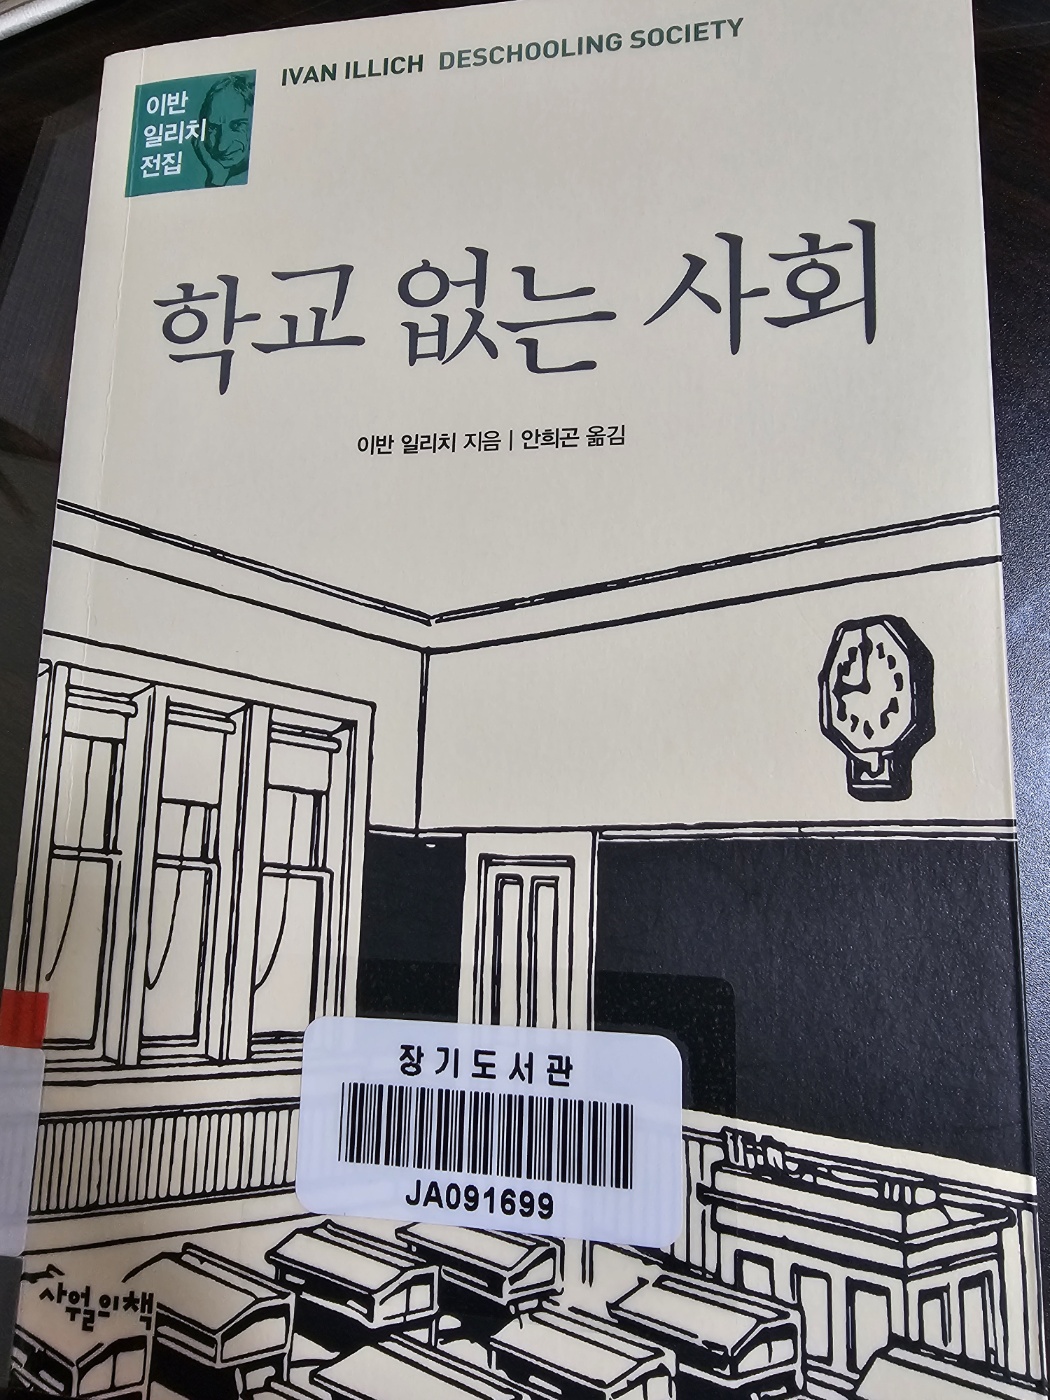 IVAN ILLICH DESCHOOLING SOCIETY
이반
일리치
전집
학교 없는 사회
이반 일리치 지음 | 안희곤 옮김
장기도서관
JA091699
사월의책